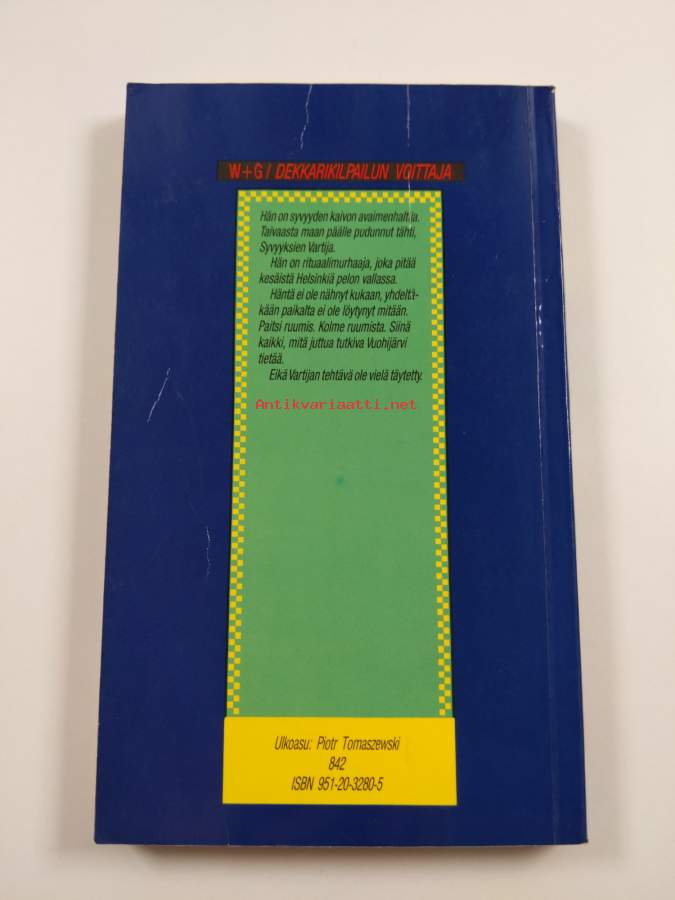 W+G / DEKKARIKILPAILUN VOITTAJA
Hän on syvyyden kaivon avaimenhaltija.
Taivaasta maan päälle pudunnut tähti,
Syvyyksien Vartija.
Hän on rituaalimurhaaja, joka pitää
kesäistä Helsinkiä pelon vallassa.
Häntä ei ole nähnyt kukaan, yhdeltä-
kään paikalta ei ole löytynyt mitään.
Paitsi ruumis. Kolme ruumista. Siinä
kaikki, mitä juttua tutkiva Vuohijärvi
tietää.
Eikä Vartijan tehtävä ole vielä täytetty.
Antikvariaatti.net
Ulkoasu: Piotr Tomaszewski
842
ISBN 951-20-3280-5